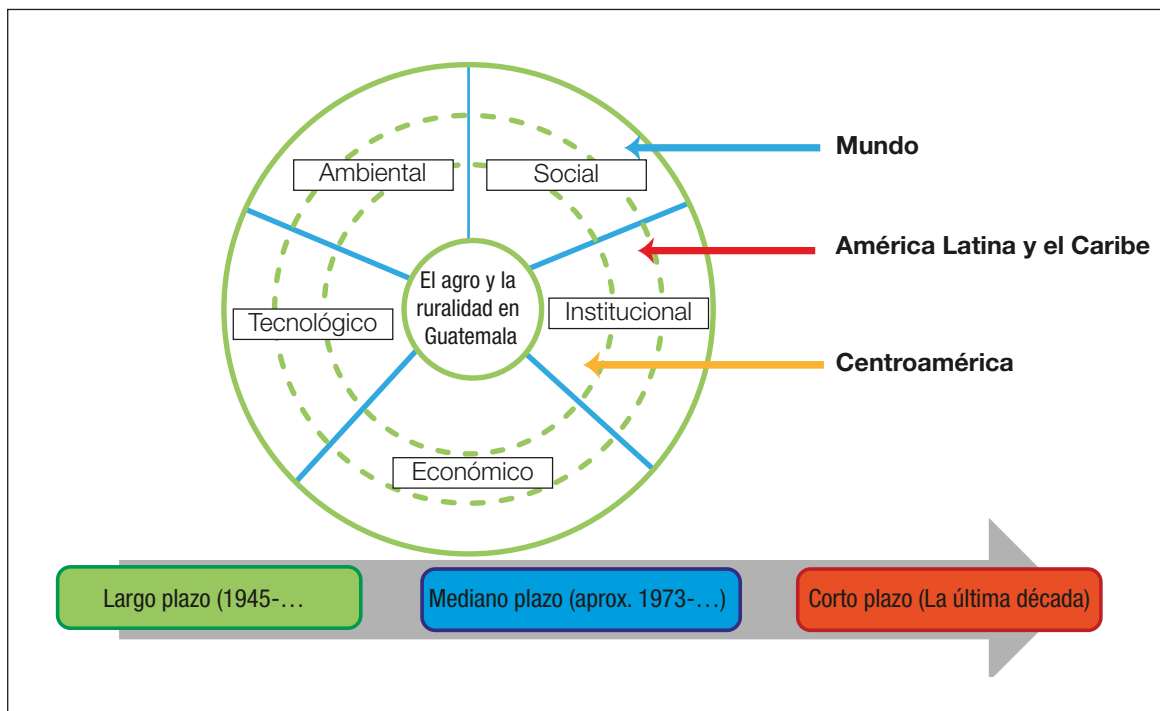 Mundo
Ambiental
Social
América Latina y el Caribe
El agro y la
ruralidad en
Guatemala
Tecnológico
Institucional
Centroamérica
Económico
Largo plazo (1945-…
Mediano plazo (aprox. 1973-…)
Corto plazo (La última década)